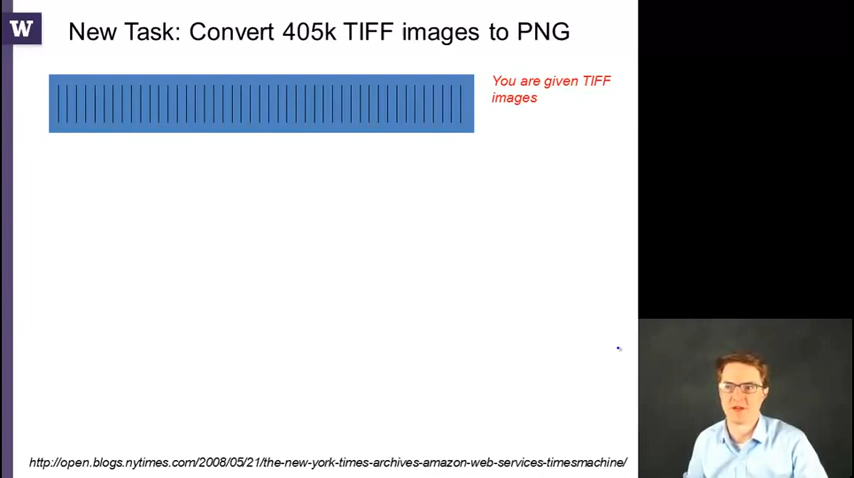 W
New Task: Convert 405k TIFF images to PNG
You are given TIFF
images
http://open.blogs.nytimes.com/2008/05/21/the-new-york-times-archives-amazon-web-services-timesmachine/